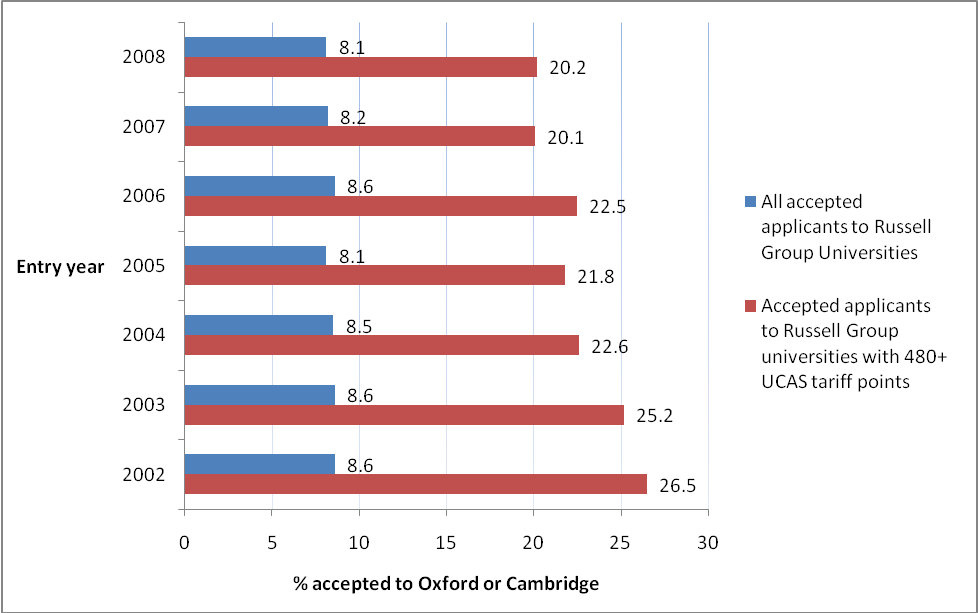 2008
8.1
20.2
2007
8.2
20.1
2006
8.6
22.5
Entry year
2005
8.1
21.8
2004
8.5
22.6
2003
8.6
25.2
2002
8.6
26.5
0 5 10 15 20 25 30
% accepted to Oxford or Cambridge
All accepted
applicants to Russell
Group Universities
Accepted applicants
to Russell Group
universities with 480+
UCAS tariff points